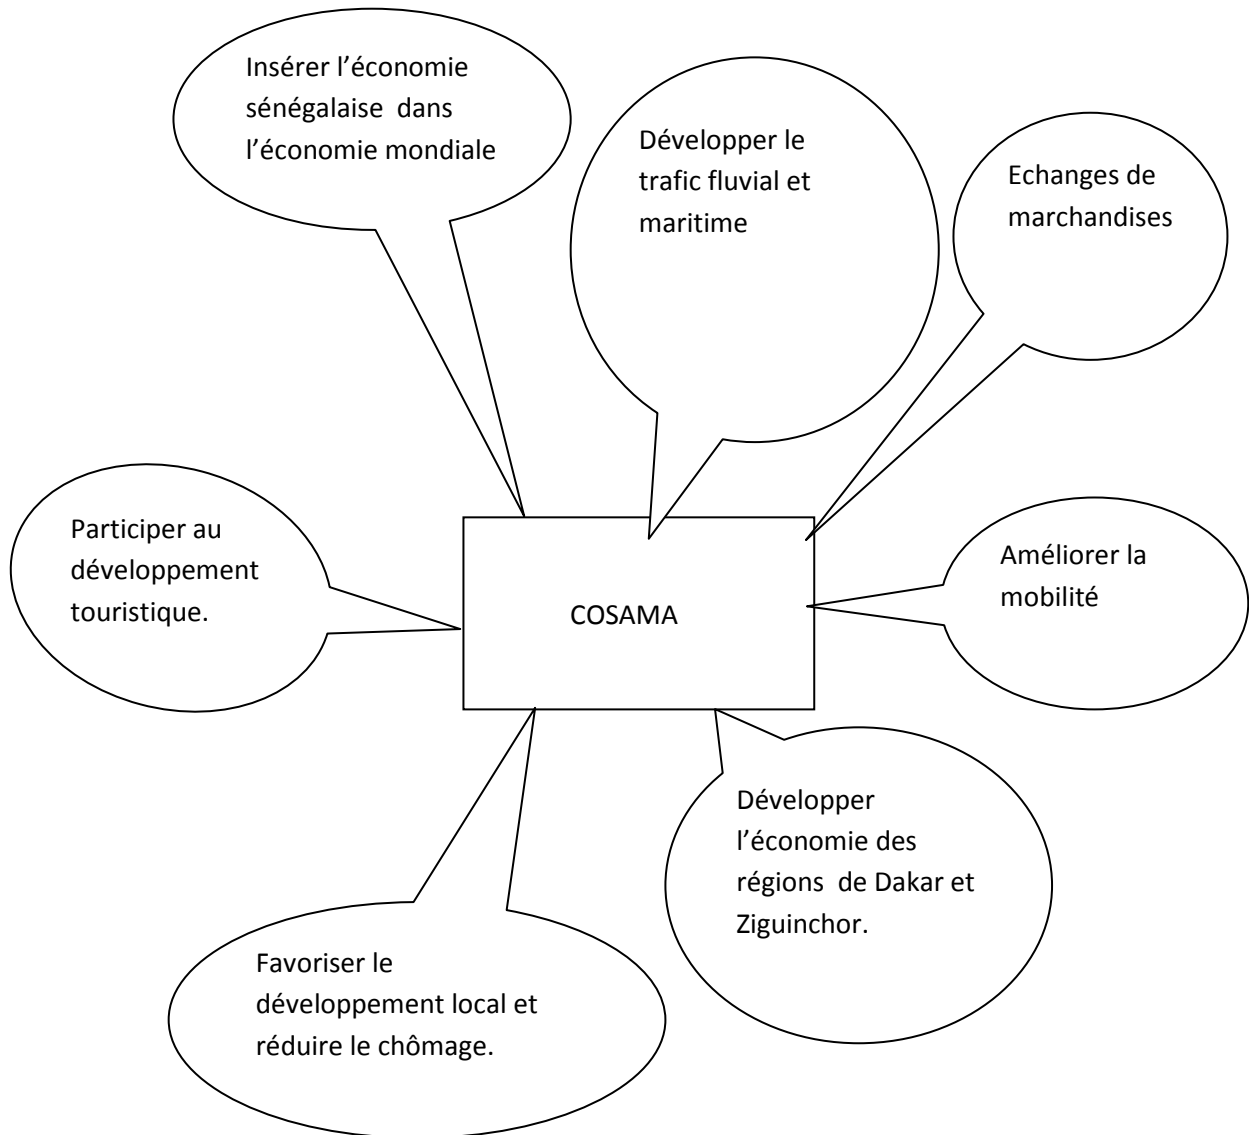 Insérer l’économie
sénégalaise  dans
l’économie mondiale
Développer le
trafic fluvial et
maritime
Echanges de
marchandises
Participer au
développement
touristique.
COSAMA
Améliorer la
mobilité
Développer
l’économie des
régions  de Dakar et
Ziguinchor.
Favoriser le
développement local et
réduire le chômage.